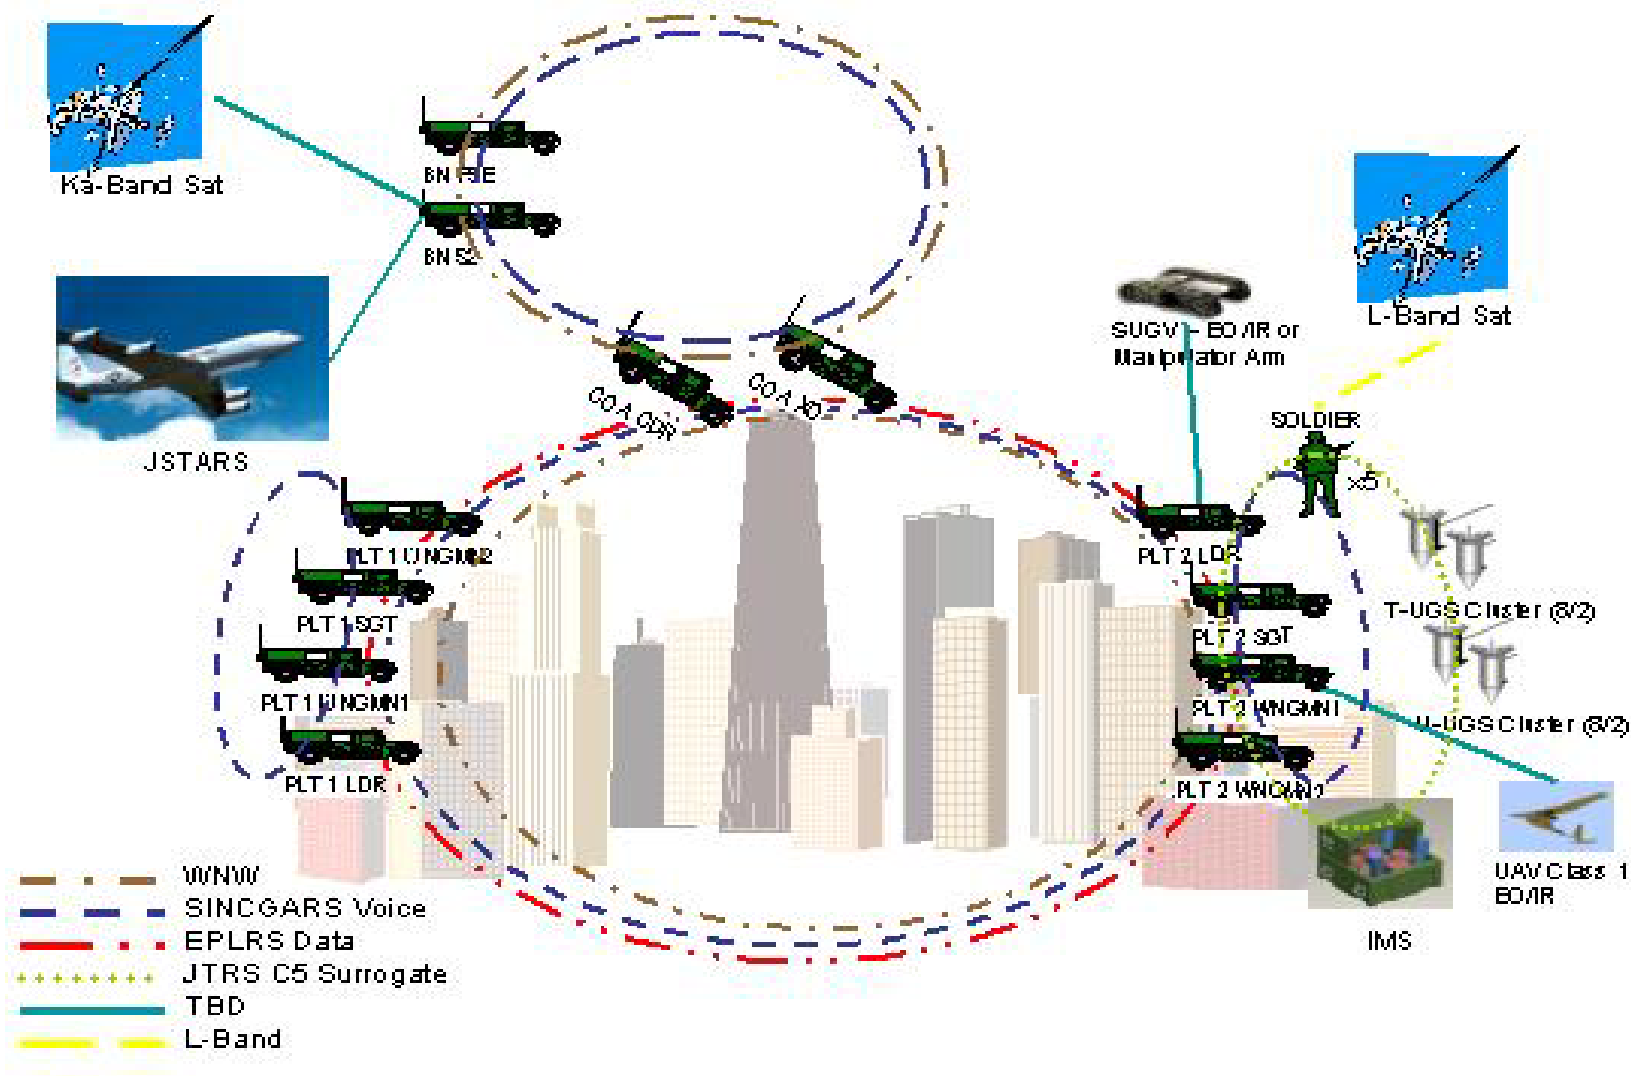 Ka-Band Sat
BN FSE
BN S2
JSTARS
CO A CDR
CO A XO
SUGV - EO/IR or
Manipulator Arm
L-Band Sat
SOLDIER
x5
PLT 1 WNGMN2
PLT 1 SGT
PLT 1 WNGMN1
PLT 1 LDR
PLT 2 LDR
PLT 2 SGT
PLT 2 WNGMN1
PLT 2 WNGMN2
T-UGS Cluster (8/2)
U-UGS Cluster (8/2)
UAV Class 1
EO/IR
IMS
WNW
SINCGARS Voice
EPLRS Data
JTRS C5 Surrogate
TBD
L-Band